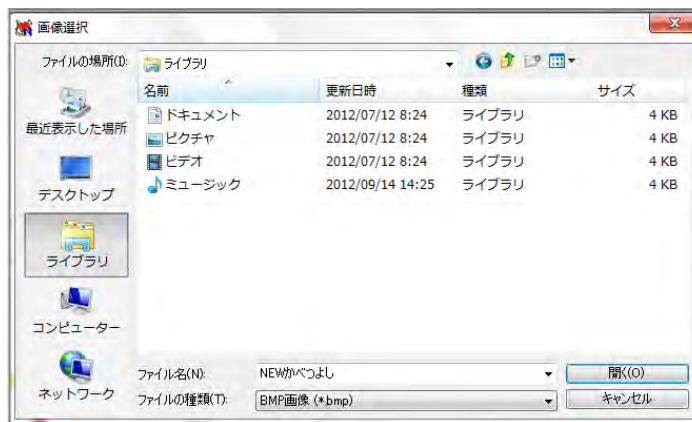 画像選択
ファイルの場所(I):
ライブラリ
名前 更新日時 種類 サイズ
ドキュメント 2012/07/12 8:24 ライブラリ 4 KB
ピクチャ 2012/07/12 8:24 ライブラリ 4 KB
ビデオ 2012/07/12 8:24 ライブラリ 4 KB
ミュージック 2012/09/14 14:25 ライブラリ 4 KB
最近表示した場所
デスクトップ
ライブラリ
コンピューター
ネットワーク
ファイル名(N): NEWかべつよし 開く(O)
ファイルの種類(T): BMP画像 (*.bmp) キャンセル